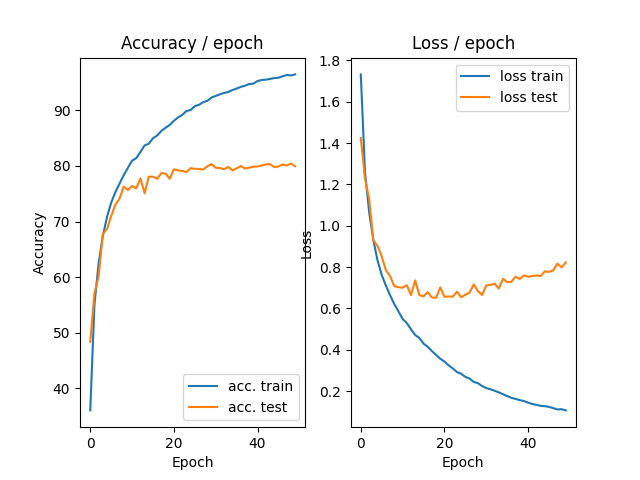 Accuracy / epoch
Accuracy
90
80
70
60
50
40
acc. train
acc. test
0
20
40
Epoch
Loss / epoch
Loss
1.8
1.6
1.4
1.2
1.0
0.8
0.6
0.4
0.2
loss train
loss test
0
20
40
Epoch